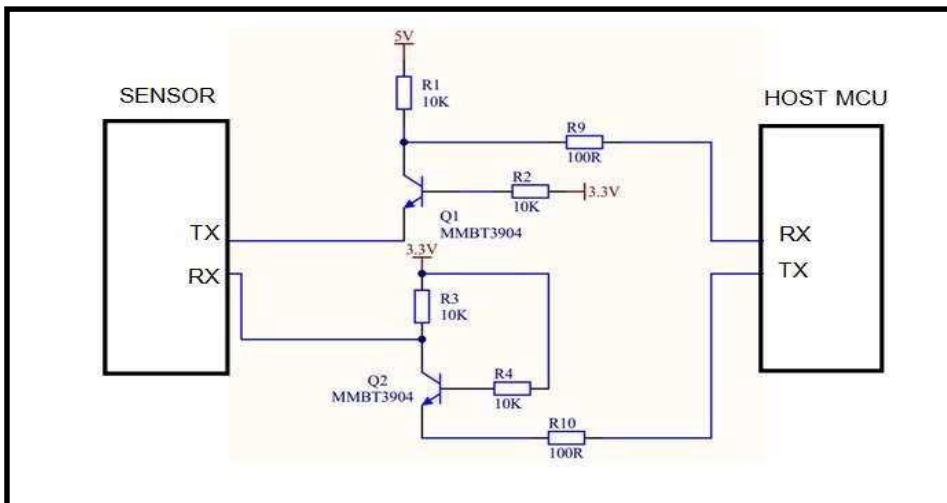 5V
R1
10K
SENSOR
HOST MCU
R9
100R
R2
10K
3.3V
Q1
MMBT3904
TX
RX
RX
TX
3.3V
R3
10K
Q2
MMBT3904
R4
10K
R10
100R